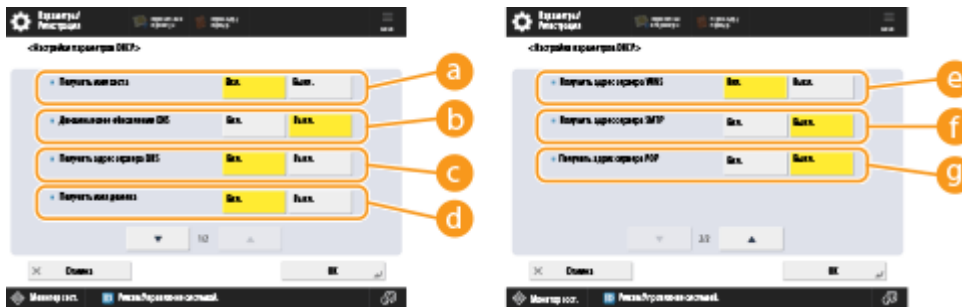 Параметры/
Регистрация
<Настройки параметров DHCP>
Получить имя хоста
Вкл.
Выкл.
a
Динамическое обновление DNS
Вкл.
Выкл.
b
Получить адрес сервера DNS
Вкл.
Выкл.
c
Получить имя домена
Вкл.
Выкл.
d
1/2
Отмена
OK
Монитор сост.
Параметры/
Регистрация
<Настройки параметров DHCP>
Получить адрес сервера WINS
Вкл.
Выкл.
e
Получить адрес сервера SMTP
Вкл.
Выкл.
f
Получить адрес сервера POP
Вкл.
Выкл.
g
2/2
Отмена
OK
Монитор сост.